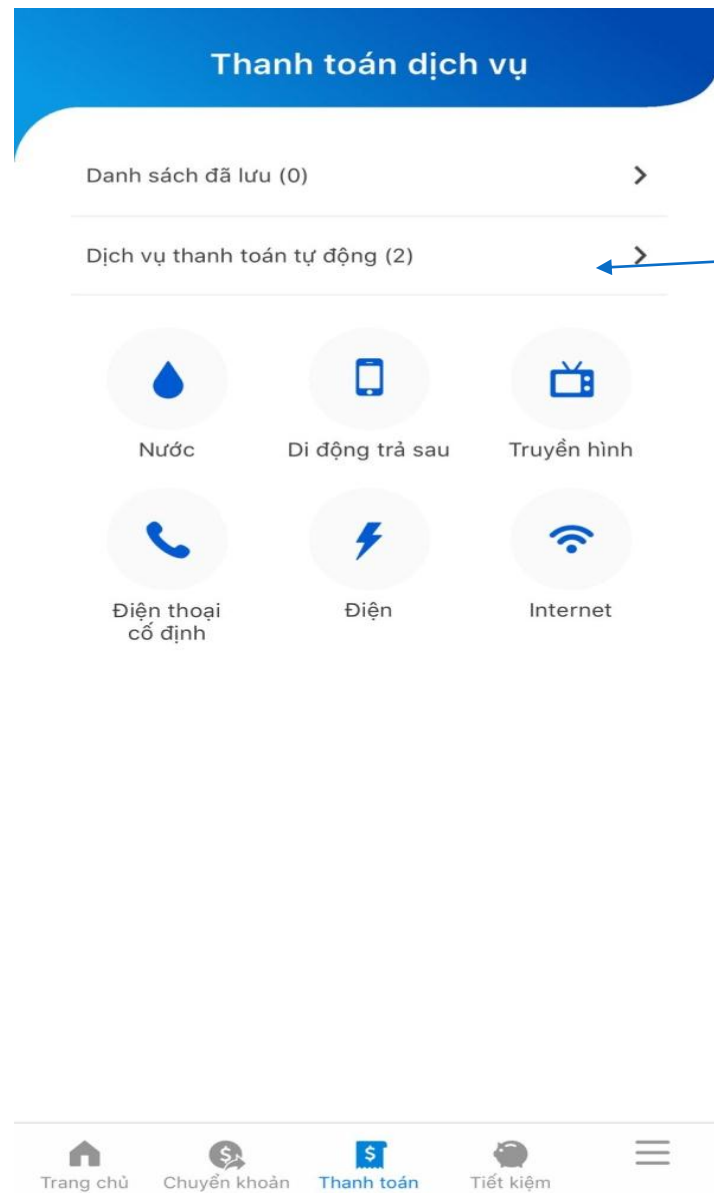 Thanh toán dịch vụ
Danh sách đã lưu (0)
Dịch vụ thanh toán tự động (2)
Nước
Di động trả sau
Truyền hình
Điện thoại
cố định
Điện
Internet
Trang chủ
Chuyển khoản
Thanh toán
Tiết kiệm